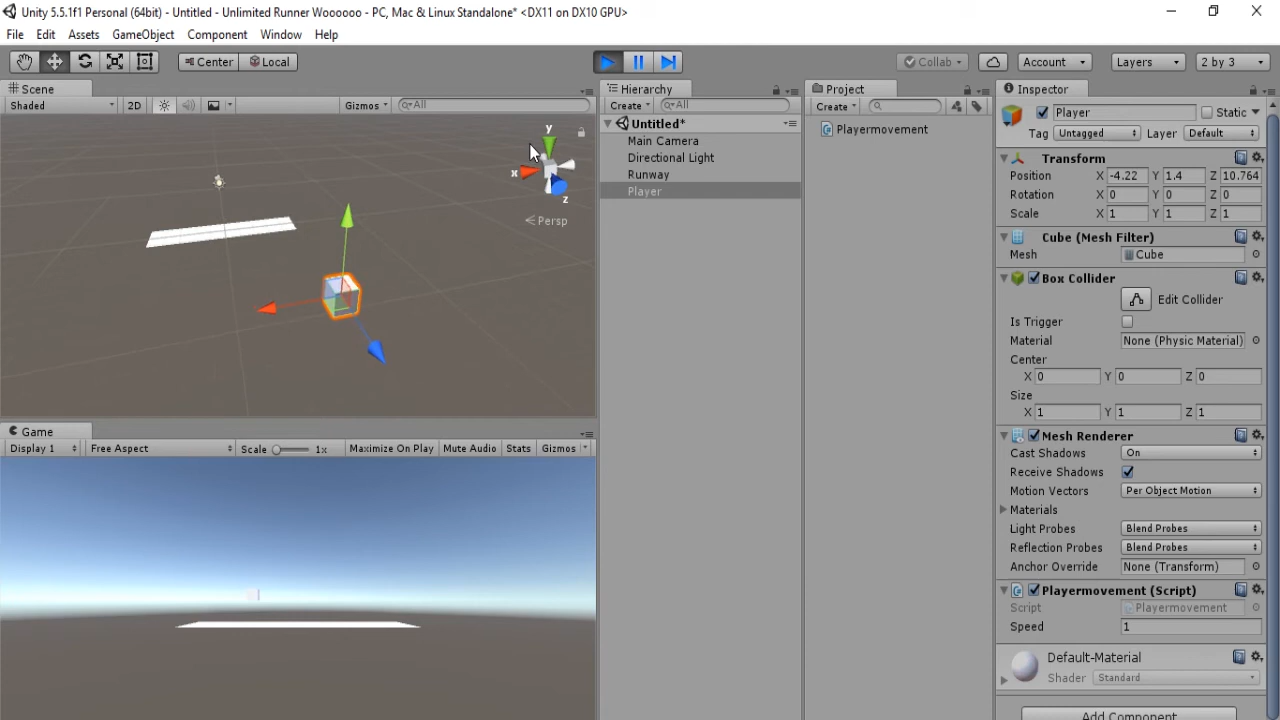 Unity 5.5.1f1 Personal (64bit) - Untitled - Unlimited Runner Woooooo - PC, Mac & Linux Standalone* <DX11 on DX10 GPU>
File Edit Assets GameObject Component Window Help
Center Local Collab Account Layers 2 by 3
Scene
Shaded 2D Gizmos All
y
x
z
Persp
Game
Display 1 Free Aspect Scale 1x Maximize On Play Mute Audio Stats Gizmos
Hierarchy
Create All
Untitled*
Main Camera
Directional Light
Runway
Player
Project
Create
Playermovement
Inspector
Player Static
Tag Untagged Layer Default
Transform
Position X -4.22 Y 1.4 Z 10.764
Rotation X 0 Y 0 Z 0
Scale X 1 Y 1 Z 1
Cube (Mesh Filter)
Mesh Cube
Box Collider
Edit Collider
Is Trigger
Material None (Physic Material)
Center
X 0 Y 0 Z 0
Size
X 1 Y 1 Z 1
Mesh Renderer
Cast Shadows On
Receive Shadows
Motion Vectors Per Object Motion
Materials
Light Probes Blend Probes
Reflection Probes Blend Probes
Anchor Override None (Transform)
Playermovement (Script)
Script Playermovement
Speed 1
Default-Material
Shader Standard
Add Component